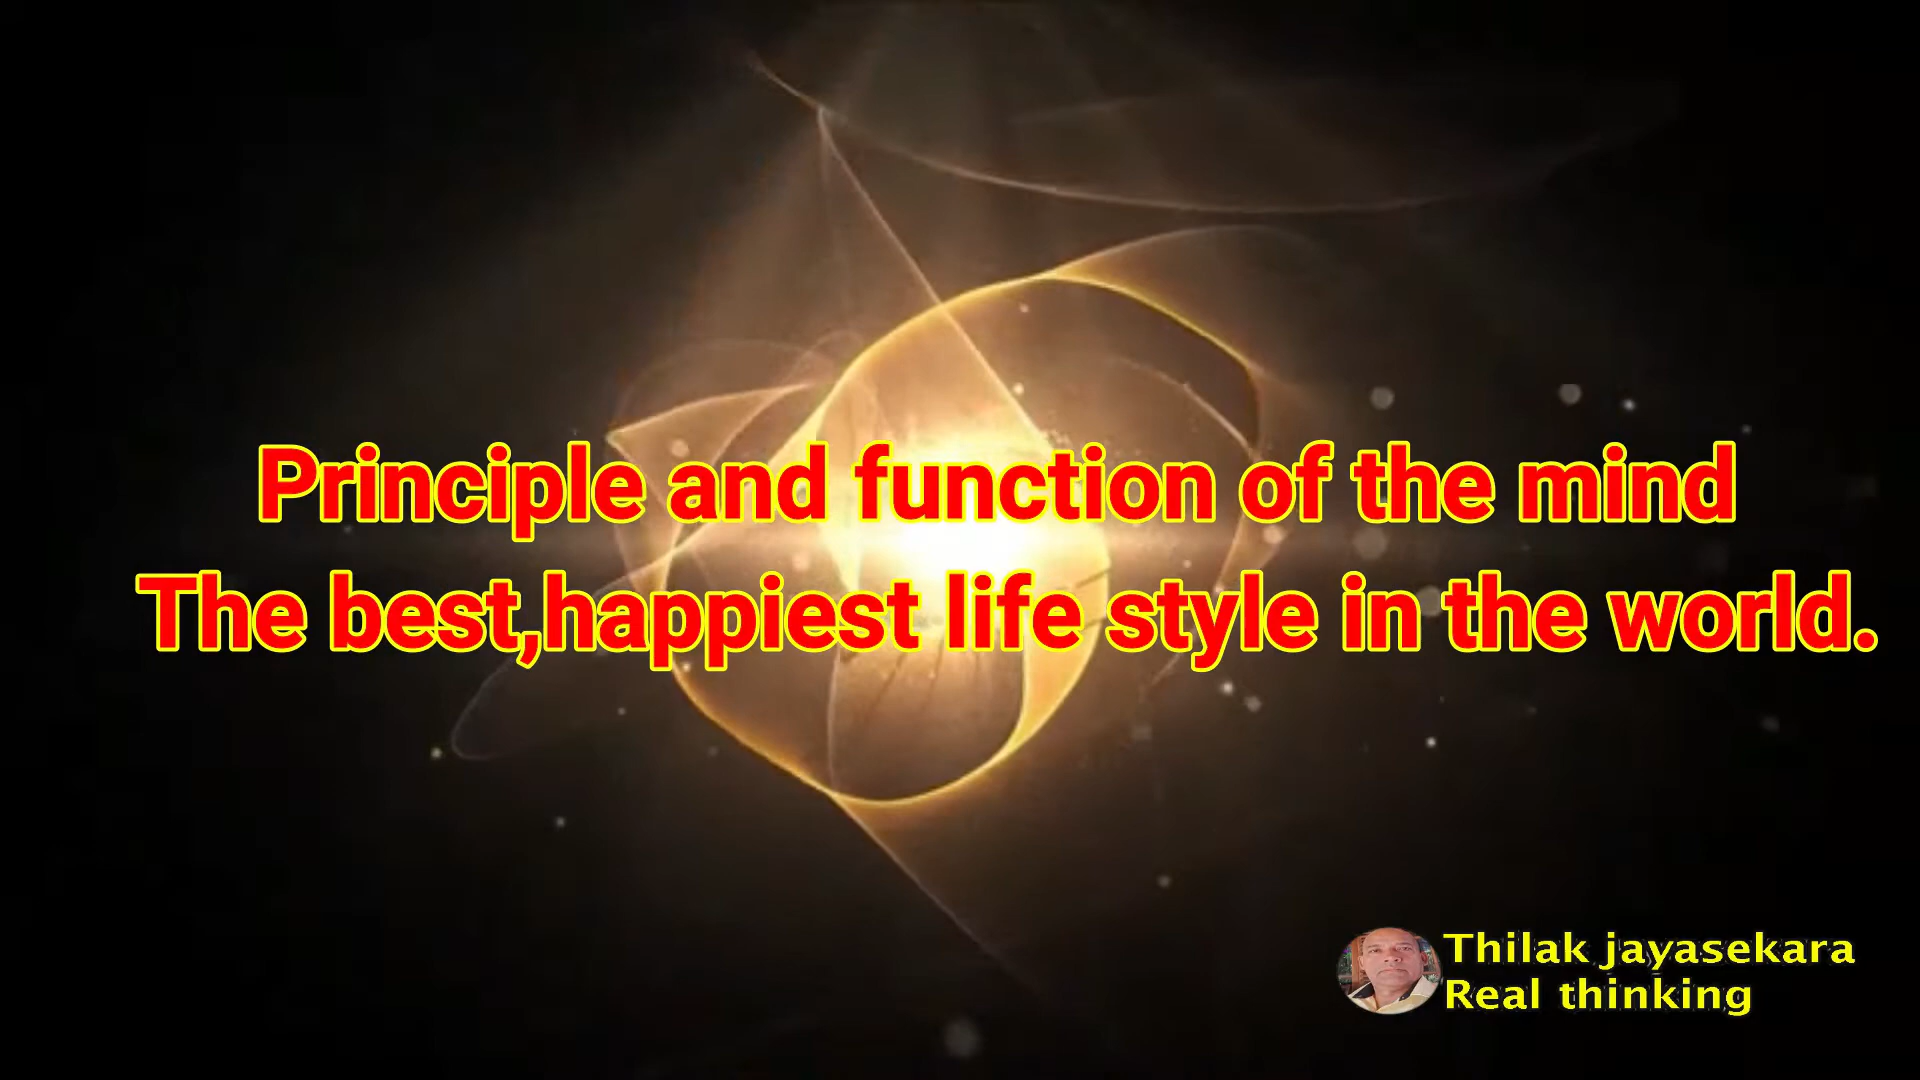 Principle and function of the mind
The best,happiest life style in the world.
Thilak jayasekara
Real thinking